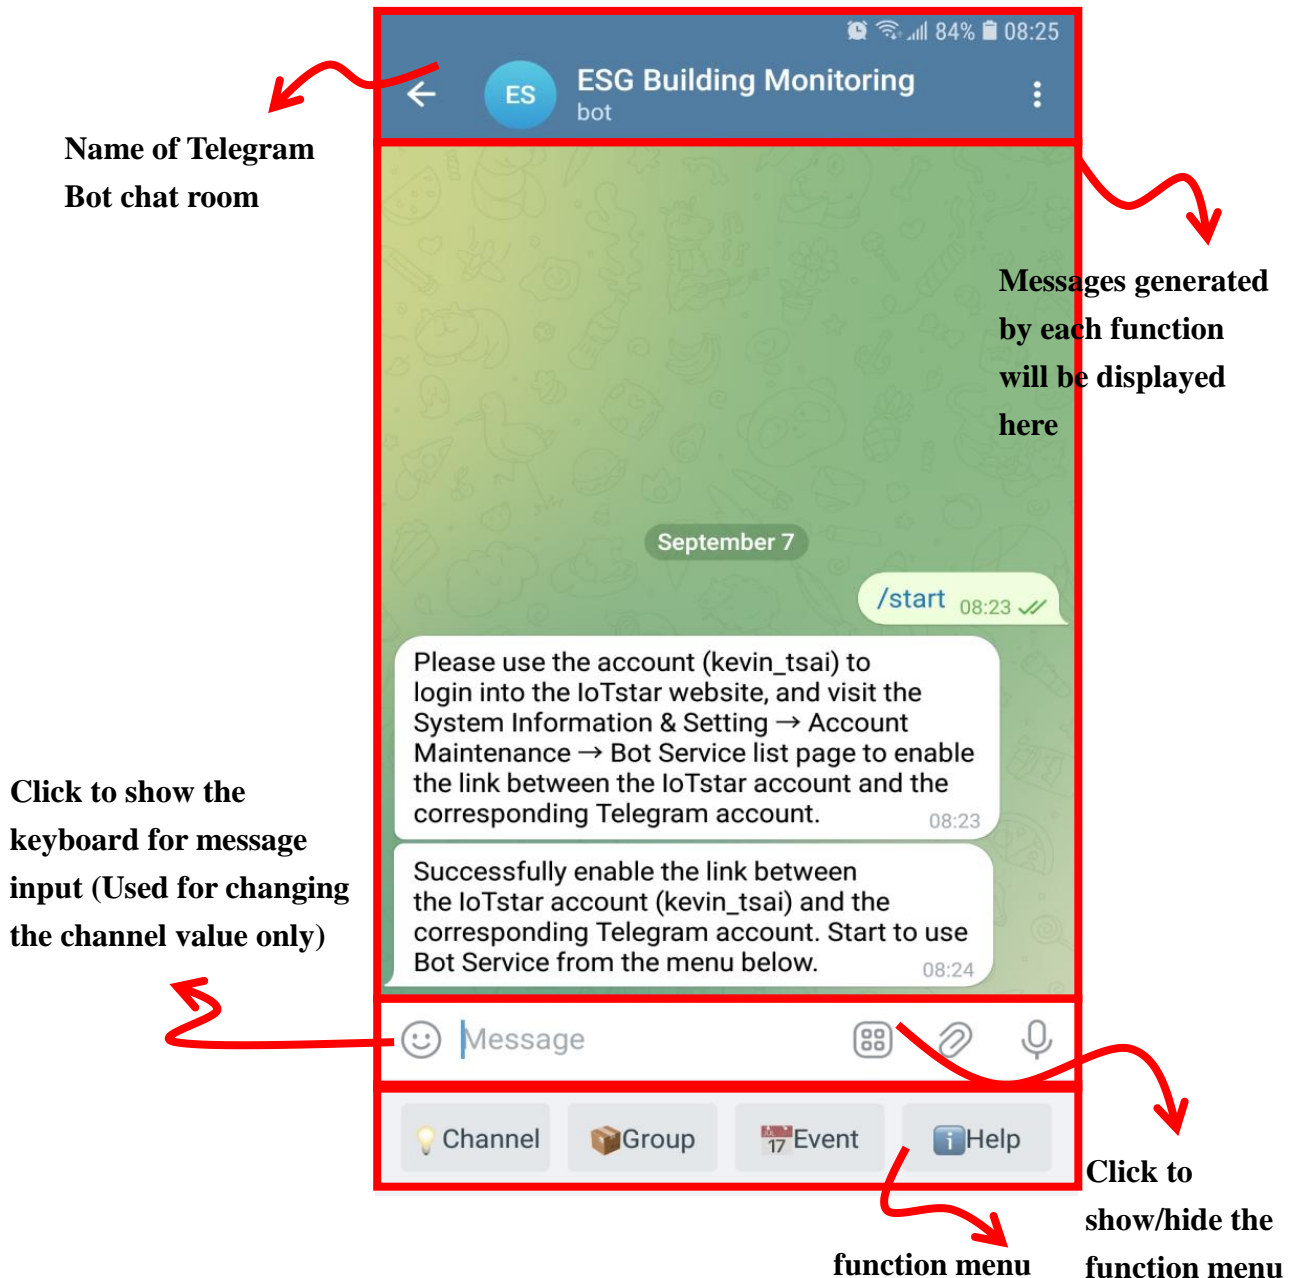 84% 08:25
ES
ESG Building Monitoring
bot
Name of Telegram
Bot chat room
Messages generated
by each function
will be displayed
here
September 7
/start 08:23
Please use the account (kevin_tsai) to
login into the IoTstar website, and visit the
System Information & Setting → Account
Maintenance → Bot Service list page to enable
the link between the IoTstar account and the
corresponding Telegram account. 08:23
Click to show the
keyboard for message
input (Used for changing
the channel value only)
Successfully enable the link between
the IoTstar account (kevin_tsai) and the
corresponding Telegram account. Start to use
Bot Service from the menu below. 08:24
Message
Channel
Group
17
Event
i
Help
Click to
show/hide the
function menu
function menu